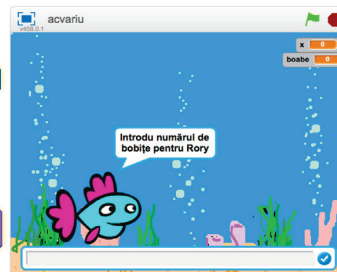 acvariu
v458.0.1
x 0
boabe 0
Introdu numărul de
bobițe pentru Rory